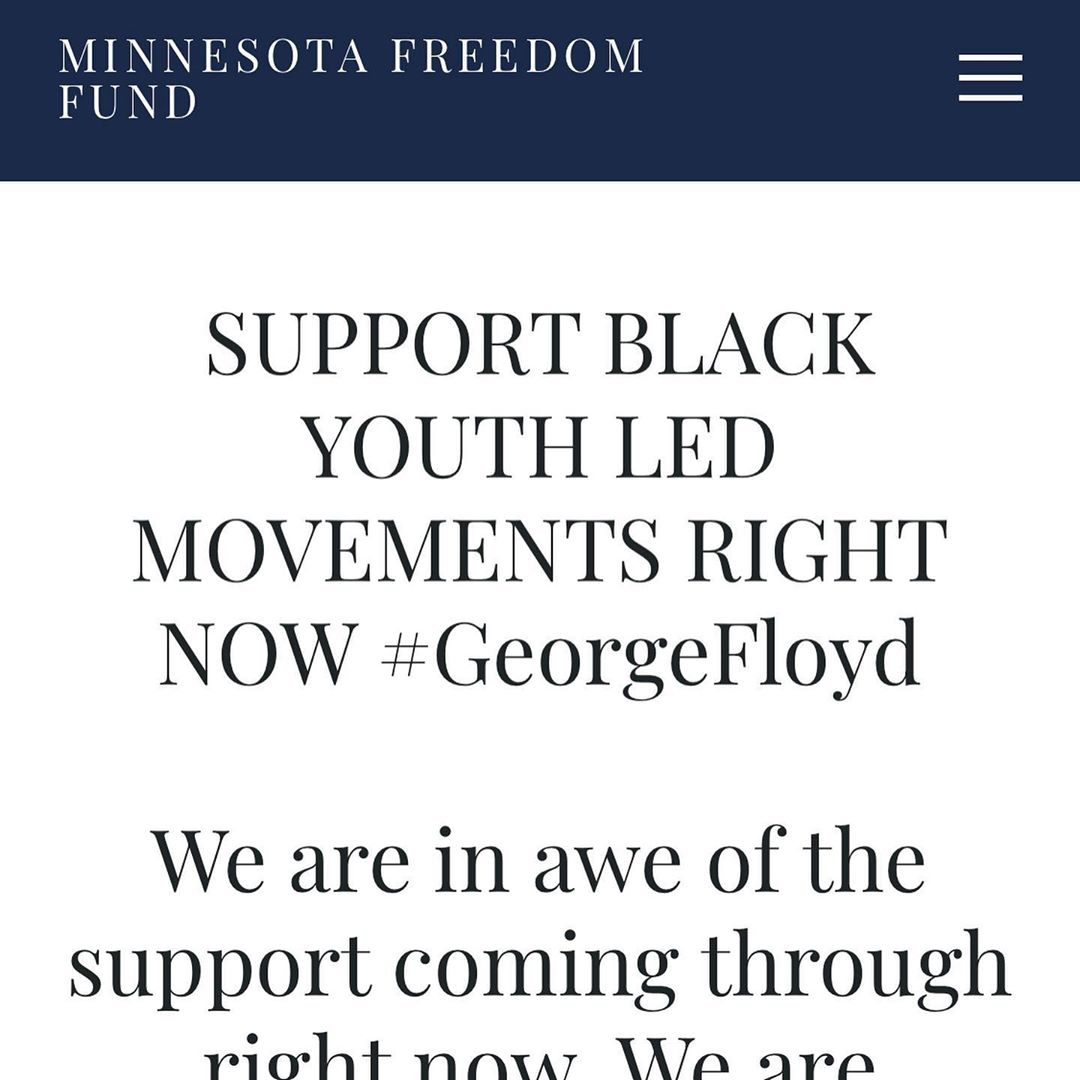 MINNESOTA FREEDOM
FUND
SUPPORT BLACK
YOUTH LED
MOVEMENTS RIGHT
NOW #GeorgeFloyd
We are in awe of the
support coming through
right now. We are